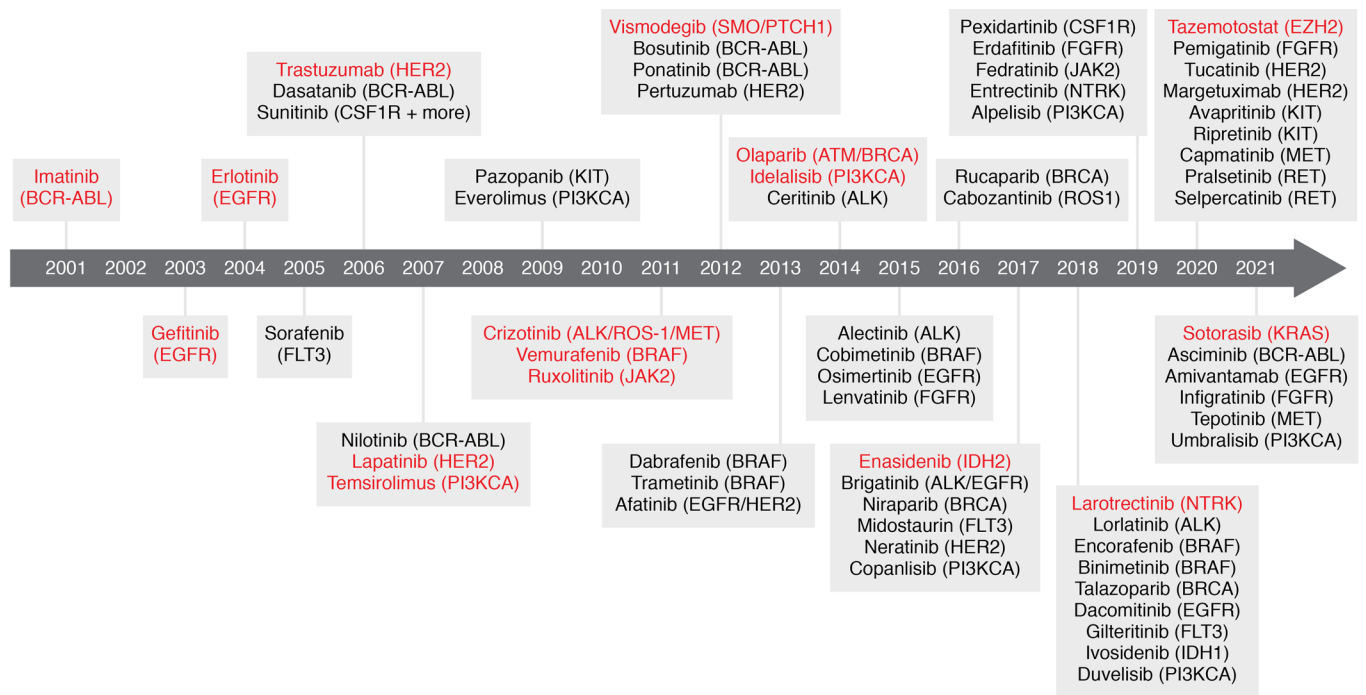 Imatinib
(BCR-ABL)
Erlotinib
(EGFR)
Trastuzumab (HER2)
Dasatanib (BCR-ABL)
Sunitinib (CSF1R + more)
Pazopanib (KIT)
Everolimus (PI3KCA)
Vismodegib (SMO/PTCH1)
Bosutinib (BCR-ABL)
Ponatinib (BCR-ABL)
Pertuzumab (HER2)
Olaparib (ATM/BRCA)
Idelalisib (PI3KCA)
Ceritinib (ALK)
Pexidartinib (CSF1R)
Erdafitinib (FGFR)
Fedratinib (JAK2)
Entrectinib (NTRK)
Alpelisib (PI3KCA)
Rucaparib (BRCA)
Cabozantinib (ROS1)
Tazemotostat (EZH2)
Pemigatinib (FGFR)
Tucatinib (HER2)
Margetuximab (HER2)
Avapritinib (KIT)
Ripretinib (KIT)
Capmatinib (MET)
Pralsetinib (RET)
Selpercatinib (RET)
2001 2002 2003 2004 2005 2006 2007 2008 2009 2010 2011 2012 2013 2014 2015 2016 2017 2018 2019 2020 2021
Gefitinib
(EGFR)
Sorafenib
(FLT3)
Nilotinib (BCR-ABL)
Lapatinib (HER2)
Temsirolimus (PI3KCA)
Crizotinib (ALK/ROS-1/MET)
Vemurafenib (BRAF)
Ruxolitinib (JAK2)
Dabrafenib (BRAF)
Trametinib (BRAF)
Afatinib (EGFR/HER2)
Alectinib (ALK)
Cobimetinib (BRAF)
Osimertinib (EGFR)
Lenvatinib (FGFR)
Enasidenib (IDH2)
Brigatinib (ALK/EGFR)
Niraparib (BRCA)
Midostaurin (FLT3)
Neratinib (HER2)
Copanlisib (PI3KCA)
Larotrectinib (NTRK)
Lorlatinib (ALK)
Encorafenib (BRAF)
Binimetinib (BRAF)
Talazoparib (BRCA)
Dacomitinib (EGFR)
Gilteritinib (FLT3)
Ivosidenib (IDH1)
Duvelisib (PI3KCA)
Sotorasib (KRAS)
Asciminib (BCR-ABL)
Amivantamab (EGFR)
Infigratinib (FGFR)
Tepotinib (MET)
Umbralisib (PI3KCA)